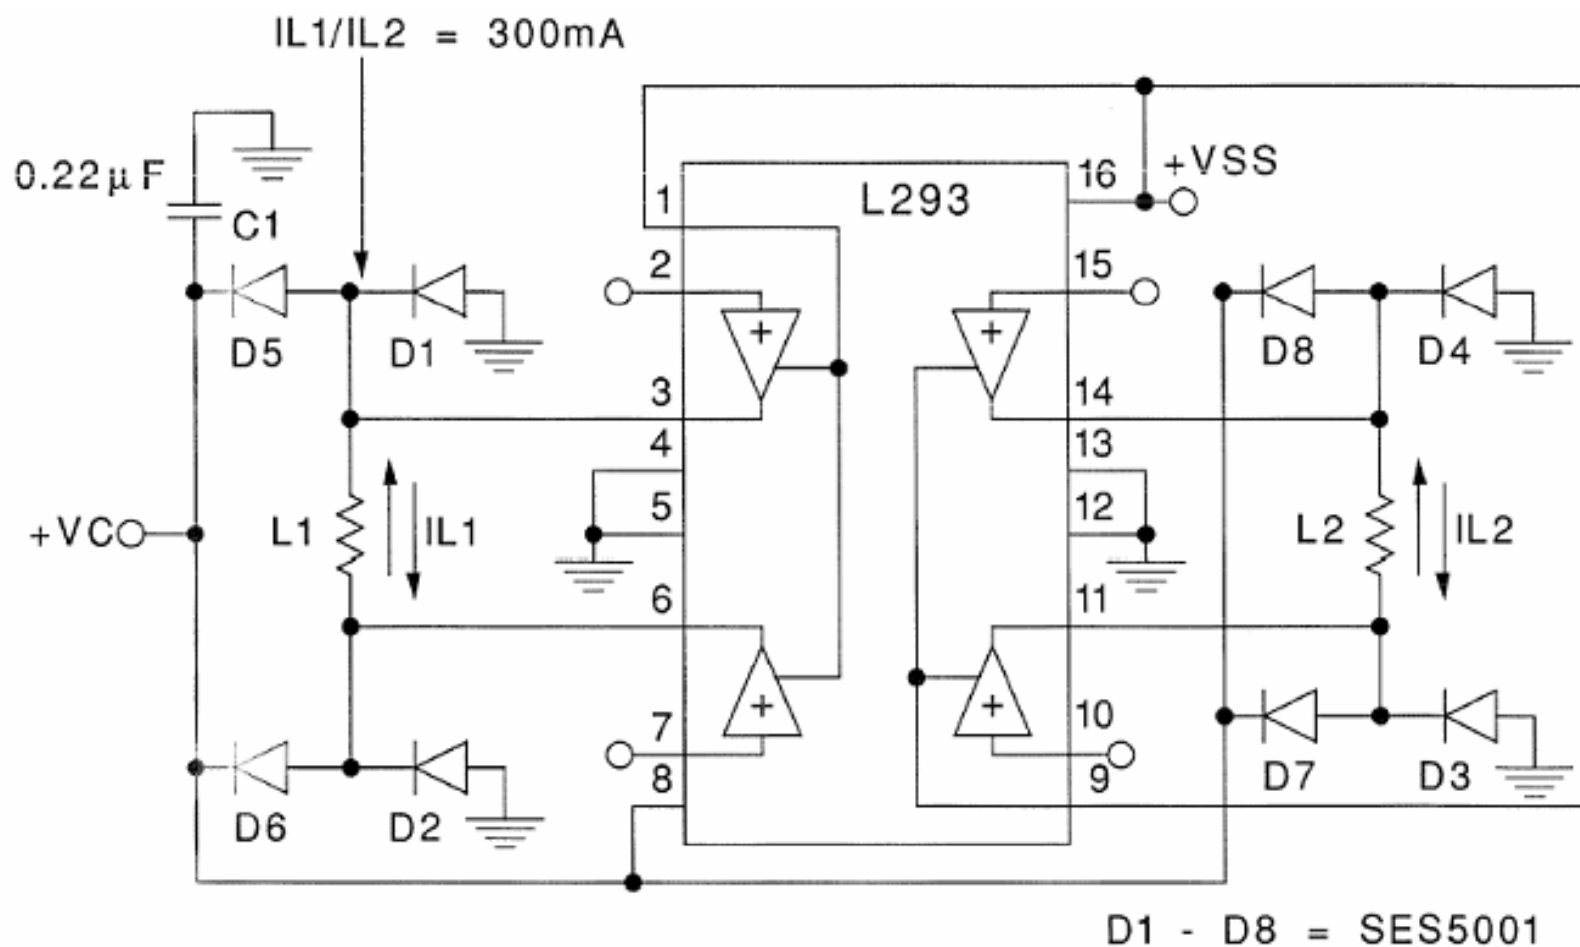 IL1/IL2 = 300mA
0.22µF
C1
D5
D1
1
L293
16
+VSS
2
15
D8
D4
3
14
4
13
5
12
+VC
L1
IL1
L2
IL2
6
11
7
10
8
9
D6
D2
D7
D3
+
+
+
+
D1 - D8 = SES5001